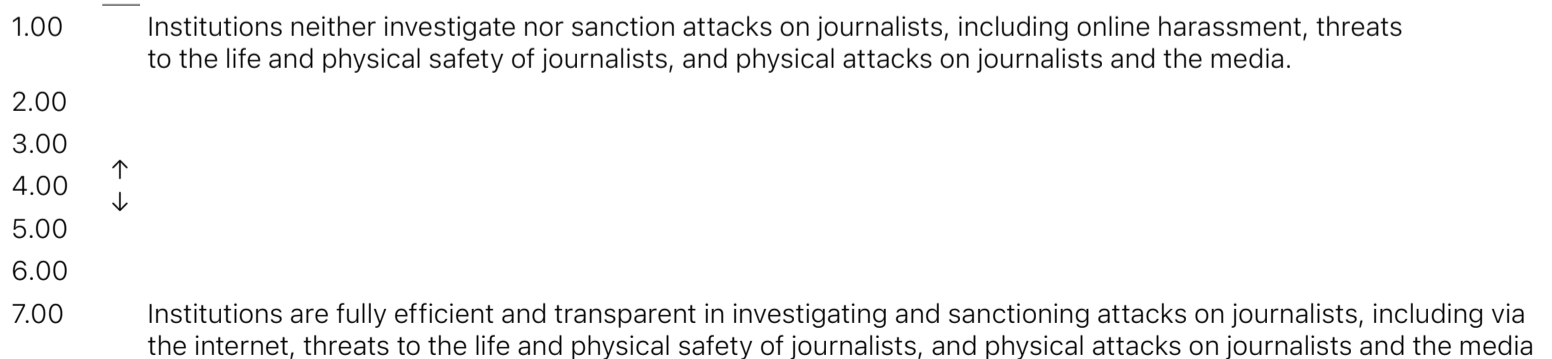 1.00 Institutions neither investigate nor sanction attacks on journalists, including online harassment, threats
to the life and physical safety of journalists, and physical attacks on journalists and the media.
2.00
3.00
↑
4.00
↓
5.00
6.00
7.00 Institutions are fully efficient and transparent in investigating and sanctioning attacks on journalists, including via
the internet, threats to the life and physical safety of journalists, and physical attacks on journalists and the media